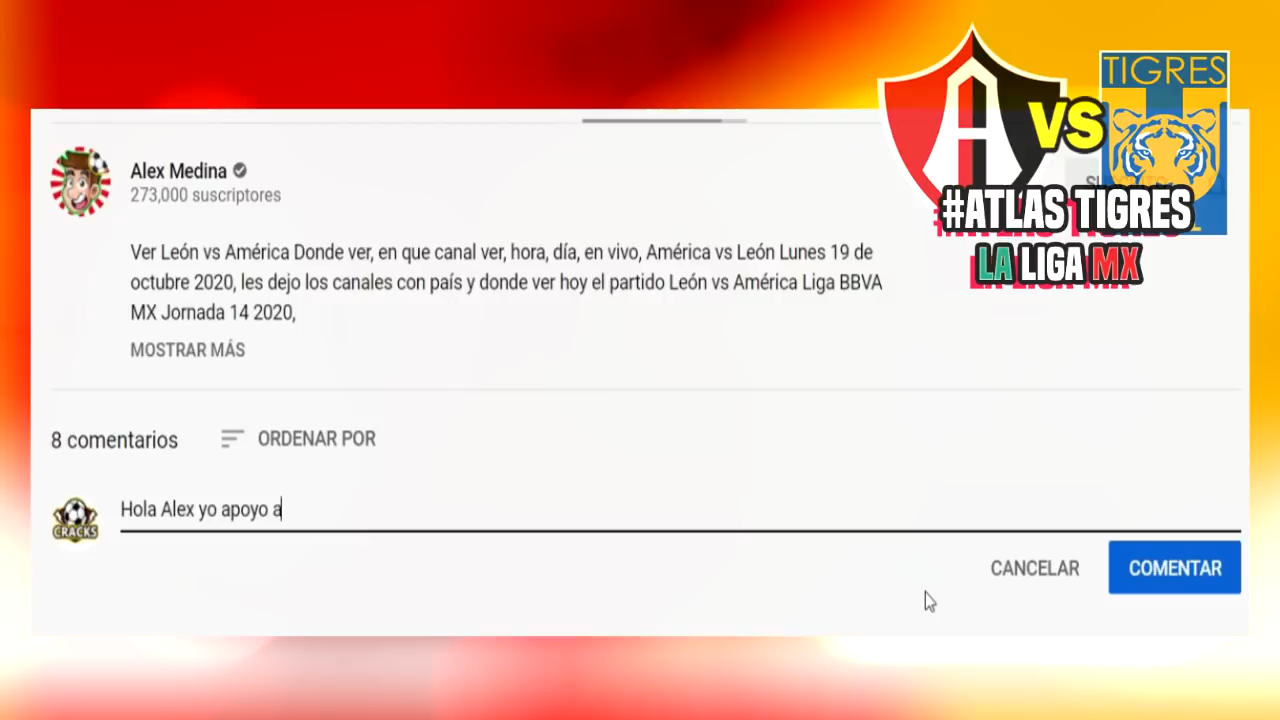 TIGRES
VS
#ATLAS TIGRES
LA LIGA MX
Alex Medina
273,000 suscriptores
Ver León vs América Donde ver, en que canal ver, hora, día, en vivo, América vs León Lunes 19 de
octubre 2020, les dejo los canales con país y donde ver hoy el partido León vs América Liga BBVA
MX Jornada 14 2020,
MOSTRAR MÁS
8 comentarios
ORDENAR POR
CRACKS
Hola Alex yo apoyo a
CANCELAR
COMENTAR